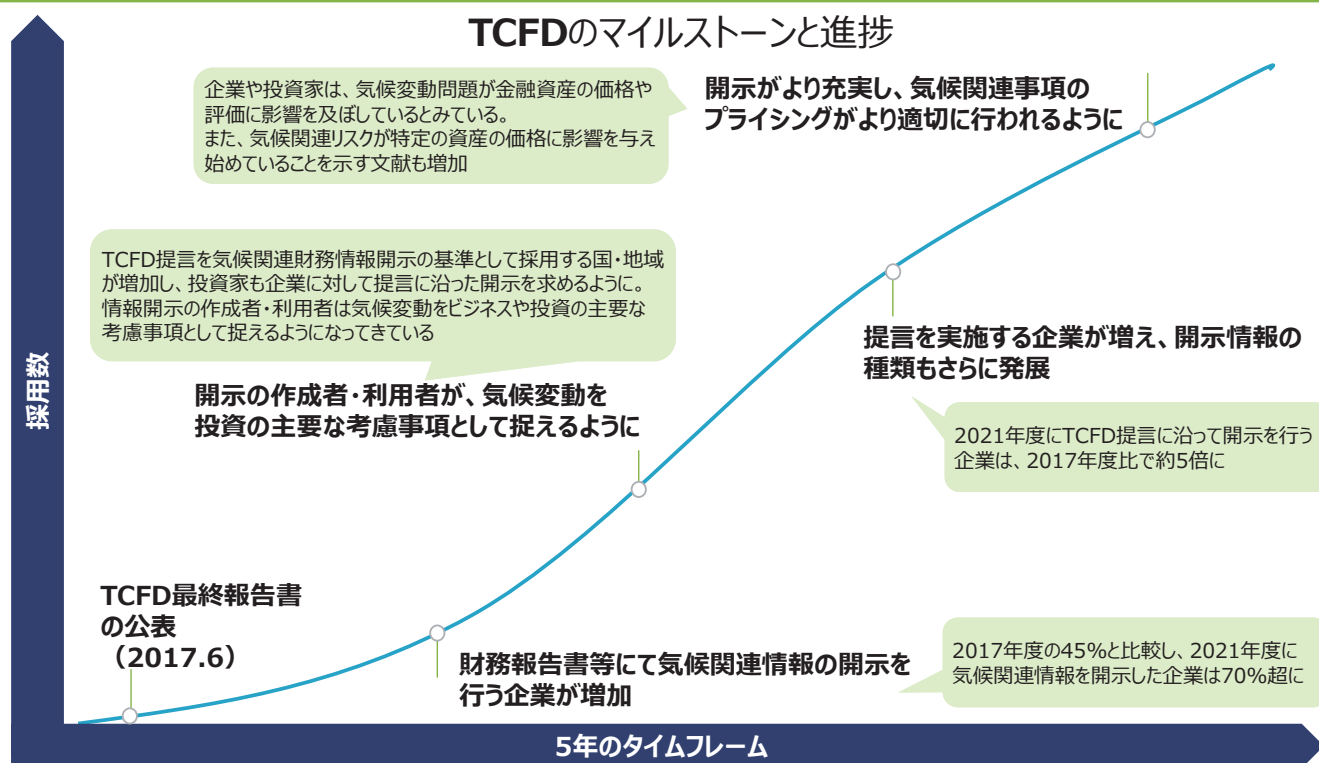 TCFDのマイルストーンと進捗
企業や投資家は、気候変動問題が金融資産の価格や
評価に影響を及ぼしているとみている。
また、気候関連リスクが特定の資産の価格に影響を与え
始めていることを示す文献も増加
開示がより充実し、気候関連事項の
プライシングがより適切に行われるように
TCFD提言を気候関連財務情報開示の基準として採用する国・地域
が増加し、投資家も企業に対して提言に沿った開示を求めるように。
情報開示の作成者・利用者は気候変動をビジネスや投資の主要な
考慮事項として捉えるようになってきている
開示の作成者・利用者が、気候変動を
投資の主要な考慮事項として捉えるように
提言を実施する企業が増え、開示情報の
種類もさらに発展
2021年度にTCFD提言に沿って開示を行う
企業は、2017年度比で約5倍に
採用数
TCFD最終報告書
の公表
（2017.6）
財務報告書等にて気候関連情報の開示を
行う企業が増加
2017年度の45%と比較し、2021年度に
気候関連情報を開示した企業は70%超に
5年のタイムフレーム